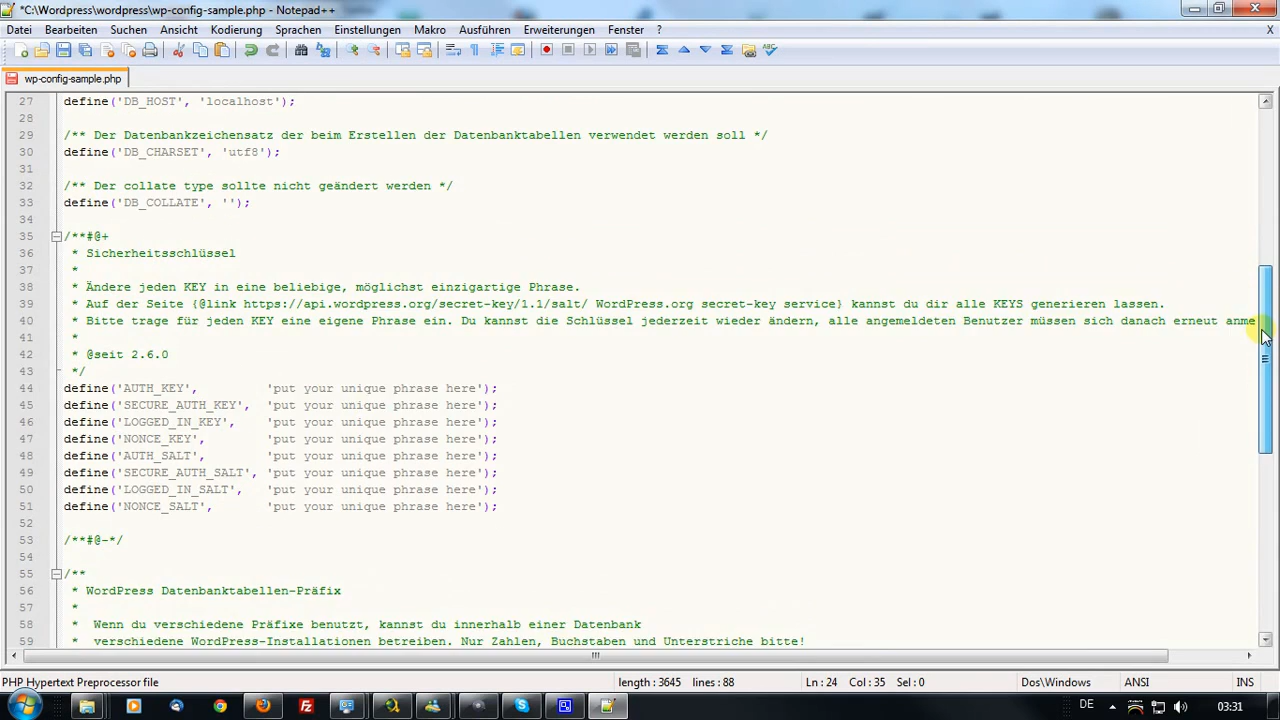 *C:\Wordpress\wordpress\wp-config-sample.php - Notepad++
Datei Bearbeiten Suchen Ansicht Kodierung Sprachen Einstellungen Makro Ausführen Erweiterungen Fenster ? X
wp-config-sample.php
27 define('DB_HOST', 'localhost');
28
29 /** Der Datenbankzeichensatz der beim Erstellen der Datenbanktabellen verwendet werden soll */
30 define('DB_CHARSET', 'utf8');
31
32 /** Der collate type sollte nicht geändert werden */
33 define('DB_COLLATE', '');
34
35 /**#@+
36 * Sicherheitsschlüssel
37 *
38 * Ändere jeden KEY in eine beliebige, möglichst einzigartige Phrase.
39 * Auf der Seite {@link https://api.wordpress.org/secret-key/1.1/salt/ WordPress.org secret-key service} kannst du dir alle KEYS generieren lassen.
40 * Bitte trage für jeden KEY eine eigene Phrase ein. Du kannst die Schlüssel jederzeit wieder ändern, alle angemeldeten Benutzer müssen sich danach erneut anme
41 *
42 * @seit 2.6.0
43 */
44 define('AUTH_KEY', 'put your unique phrase here');
45 define('SECURE_AUTH_KEY', 'put your unique phrase here');
46 define('LOGGED_IN_KEY', 'put your unique phrase here');
47 define('NONCE_KEY', 'put your unique phrase here');
48 define('AUTH_SALT', 'put your unique phrase here');
49 define('SECURE_AUTH_SALT', 'put your unique phrase here');
50 define('LOGGED_IN_SALT', 'put your unique phrase here');
51 define('NONCE_SALT', 'put your unique phrase here');
52
53 /**#@-*/
54
55 /**
56 * WordPress Datenbanktabellen-Präfix
57 *
58 * Wenn du verschiedene Präfixe benutzt, kannst du innerhalb einer Datenbank
59 * verschiedene WordPress-Installationen betreiben. Nur Zahlen, Buchstaben und Unterstriche bitte!
PHP Hypertext Preprocessor file length : 3645 lines : 88 Ln : 24 Col : 35 Sel : 0 Dos\Windows ANSI INS
DE 03:31